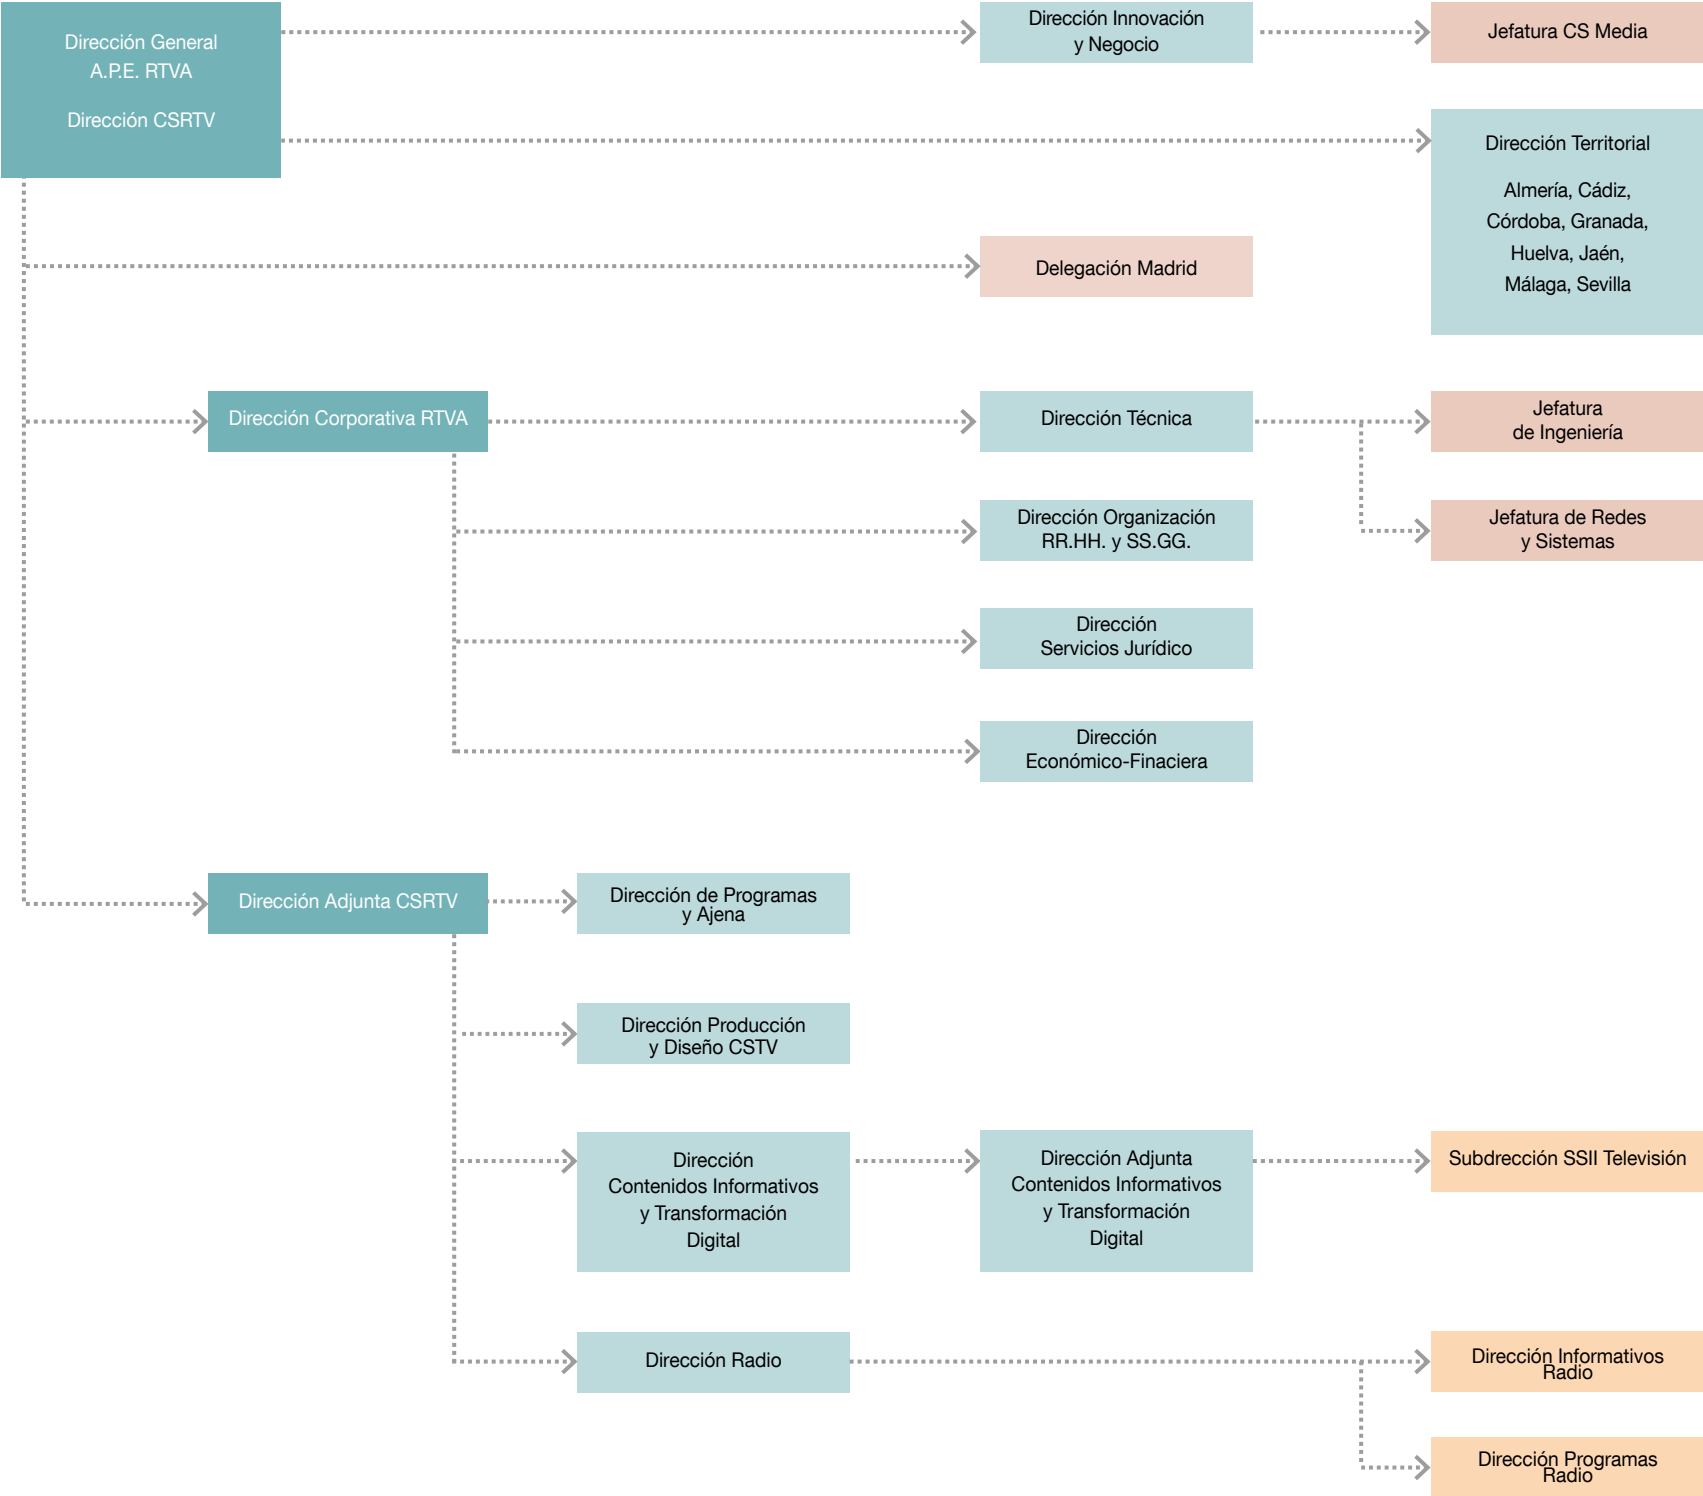 Dirección General
A.P.E. RTVA
Dirección CSRTV
Dirección Innovación
y Negocio
Jefatura CS Media
Dirección Territorial
Almería, Cádiz,
Córdoba, Granada,
Huelva, Jaén,
Málaga, Sevilla
Delegación Madrid
Dirección Corporativa RTVA
Dirección Técnica
Jefatura
de Ingeniería
Dirección Organización
RR.HH. y SS.GG.
Jefatura de Redes
y Sistemas
Dirección
Servicios Jurídico
Dirección
Económico-Finaciera
Dirección Adjunta CSRTV
Dirección de Programas
y Ajena
Dirección Producción
y Diseño CSTV
Dirección
Contenidos Informativos
y Transformación
Digital
Dirección Adjunta
Contenidos Informativos
y Transformación
Digital
Subdrección SSII Televisión
Dirección Radio
Dirección Informativos
Radio
Dirección Programas
Radio